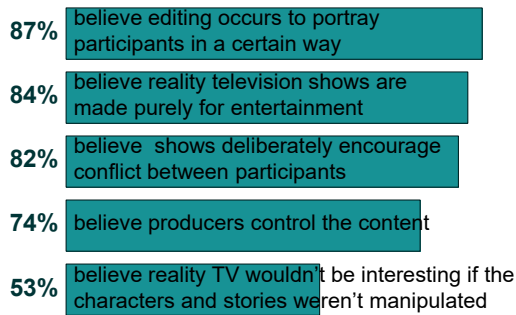 87% believe editing occurs to portray
participants in a certain way
84% believe reality television shows are
made purely for entertainment
82% believe  shows deliberately encourage
conflict between participants
74% believe producers control the content
53% believe reality TV wouldn't be interesting if the
characters and stories weren't manipulated